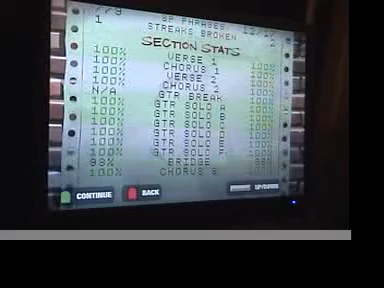 SP PHRASES
1 STREAKS BROKEN 2
SECTION STATS
100% VERSE 1
100% CHORUS 1 100%
100% VERSE 2 100%
100% CHORUS 2 100%
N/A GTR BREAK
100% GTR SOLO A 100%
100% GTR SOLO B 100%
100% GTR SOLO C 100%
100% GTR SOLO D 100%
100% GTR SOLO E 100%
100% GTR SOLO F 100%
98% BRIDGE
100% CHORUS 3 100%
CONTINUE BACK UP/DOWN